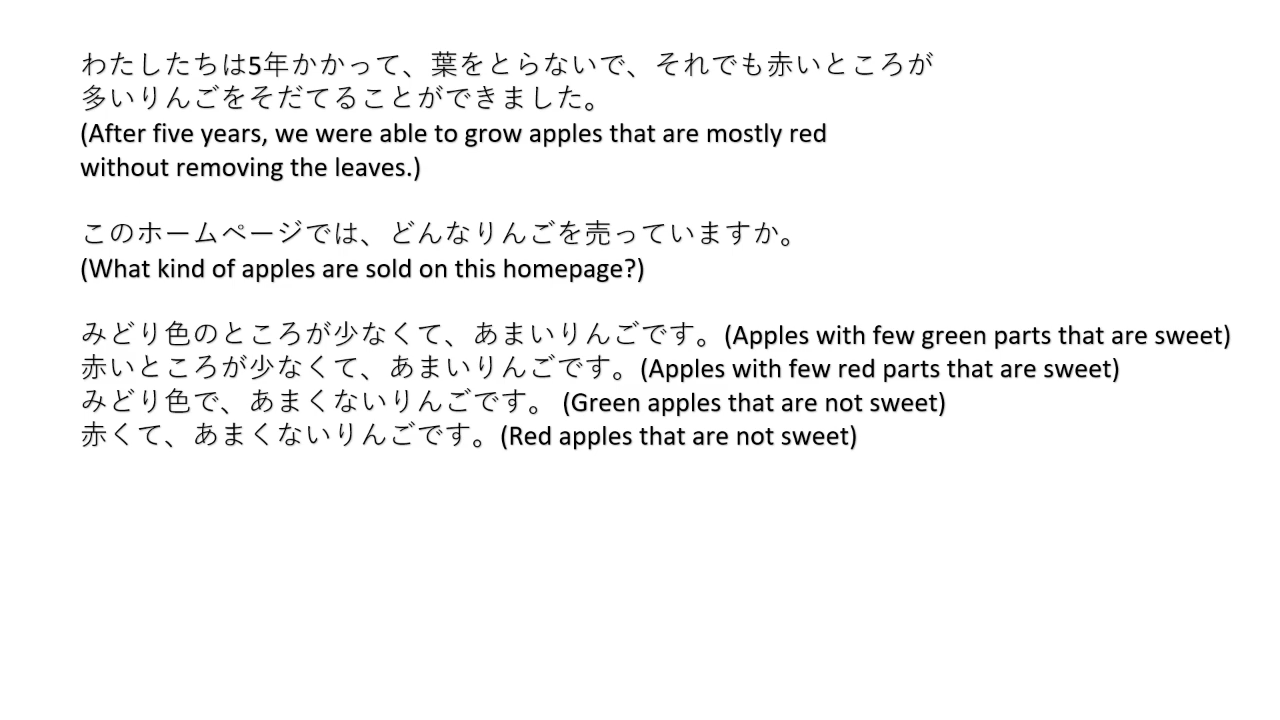 わたしたちは5年かかって、葉をとらないで、それでも赤いところが
多いりんごをそだてることができました。
(After five years, we were able to grow apples that are mostly red
without removing the leaves.)
このホームページでは、どんなりんごを売っていますか。
(What kind of apples are sold on this homepage?)
みどり色のところが少なくて、あまいりんごです。(Apples with few green parts that are sweet)
赤いところが少なくて、あまいりんごです。(Apples with few red parts that are sweet)
みどり色で、あまくないりんごです。 (Green apples that are not sweet)
赤くて、あまくないりんごです。(Red apples that are not sweet)